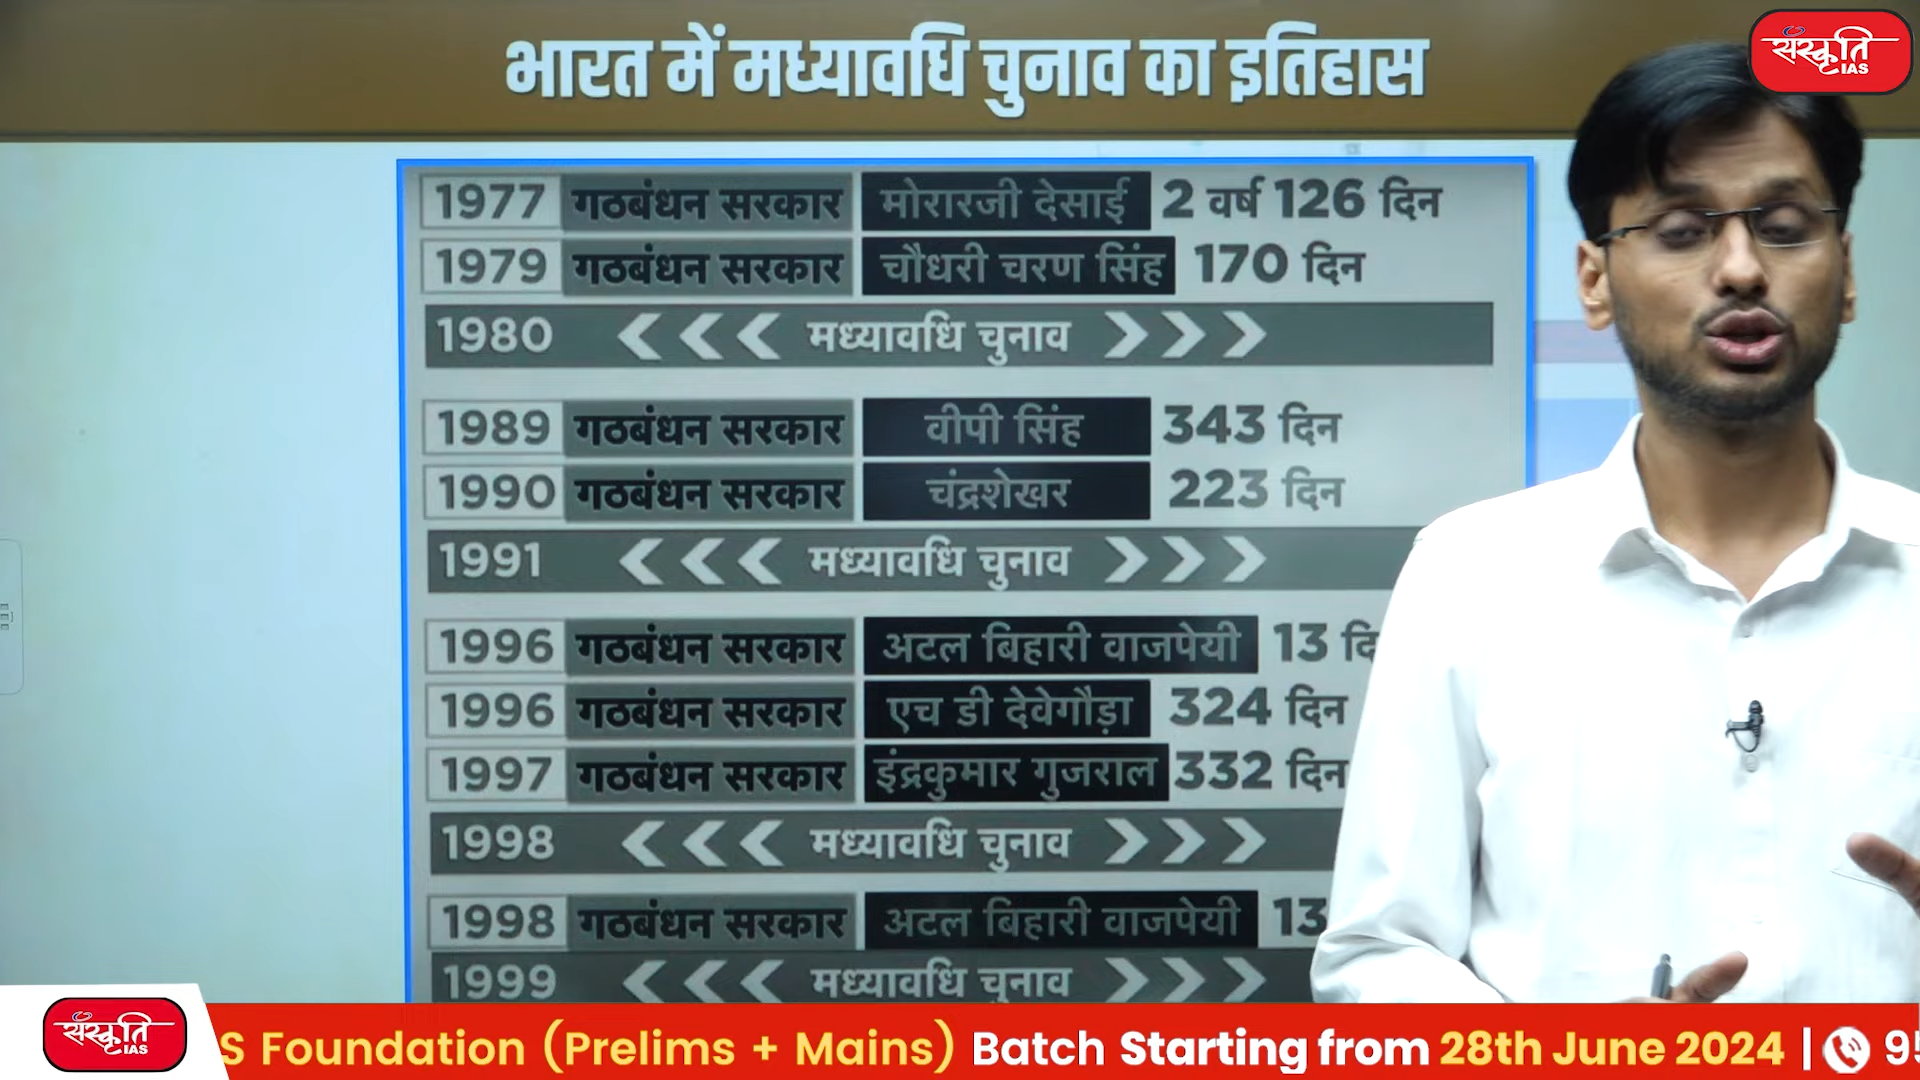 भारत में मध्यावधि चुनाव का इतिहास
संस्कृति
IAS
1977 गठबंधन सरकार मोरारजी देसाई 2 वर्ष 126 दिन
1979 गठबंधन सरकार चौधरी चरण सिंह 170 दिन
1980 मध्यावधि चुनाव
1989 गठबंधन सरकार वीपी सिंह 343 दिन
1990 गठबंधन सरकार चंद्रशेखर 223 दिन
1991 मध्यावधि चुनाव
1996 गठबंधन सरकार अटल बिहारी वाजपेयी 13 दि
1996 गठबंधन सरकार एच डी देवेगौड़ा 324 दिन
1997 गठबंधन सरकार इंद्रकुमार गुजराल 332 दिन
1998 मध्यावधि चुनाव
1998 गठबंधन सरकार अटल बिहारी वाजपेयी 13
1999 मध्यावधि चुनाव
संस्कृति
IAS
S Foundation (Prelims + Mains) Batch Starting from 28th June 2024 | 95